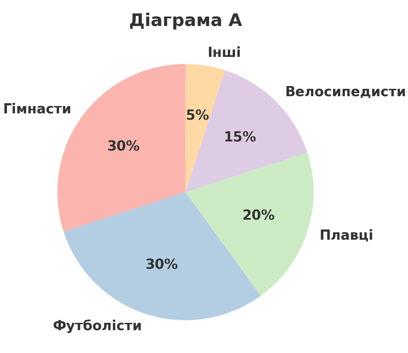 Діаграма А
Інші
5%
Велосипедисти
15%
Гімнасти
30%
Плавці
20%
Футболісти
30%